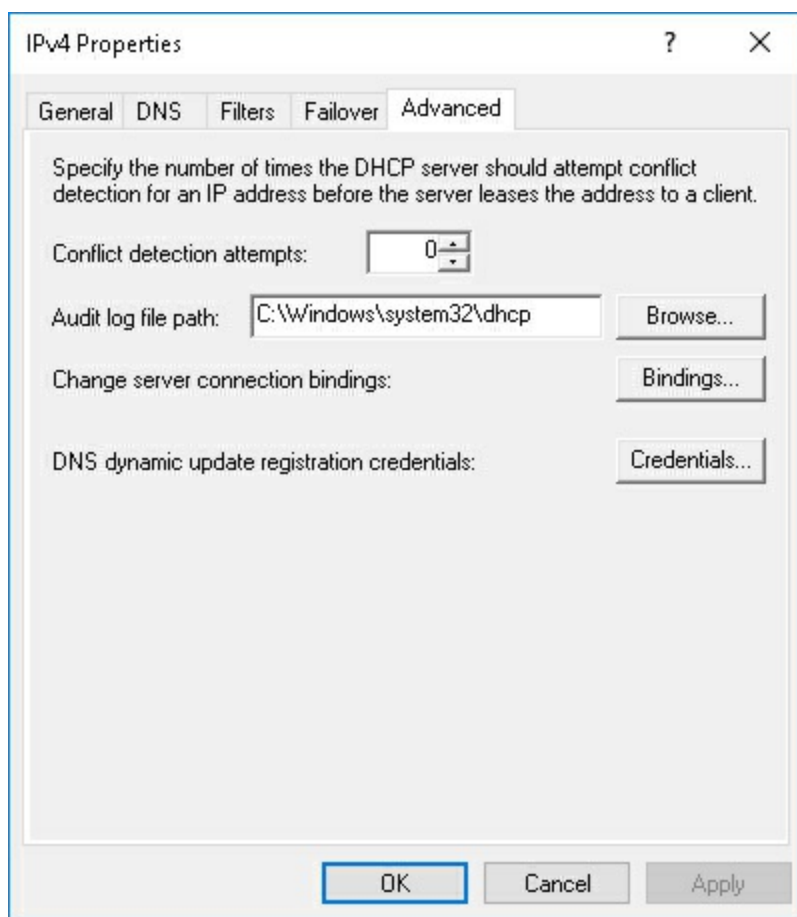 IPv4 Properties ? ×
General DNS Filters Failover Advanced
Specify the number of times the DHCP server should attempt conflict
detection for an IP address before the server leases the address to a client.
Conflict detection attempts: 0
Audit log file path: C:\Windows\system32\dhcp Browse...
Change server connection bindings: Bindings...
DNS dynamic update registration credentials: Credentials...
OK Cancel Apply